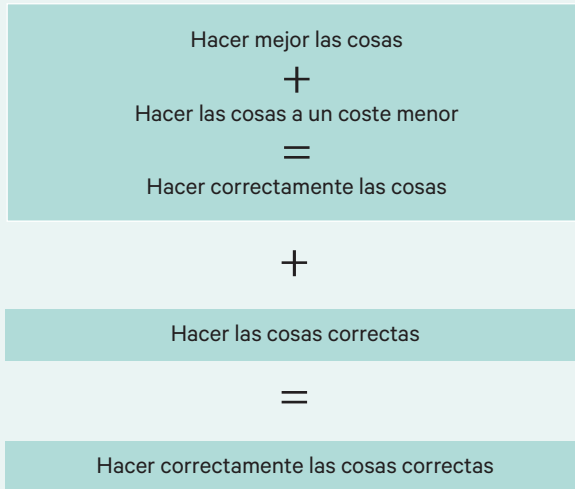 Hacer mejor las cosas
+
Hacer las cosas a un coste menor
=
Hacer correctamente las cosas
+
Hacer las cosas correctas
=
Hacer correctamente las cosas correctas